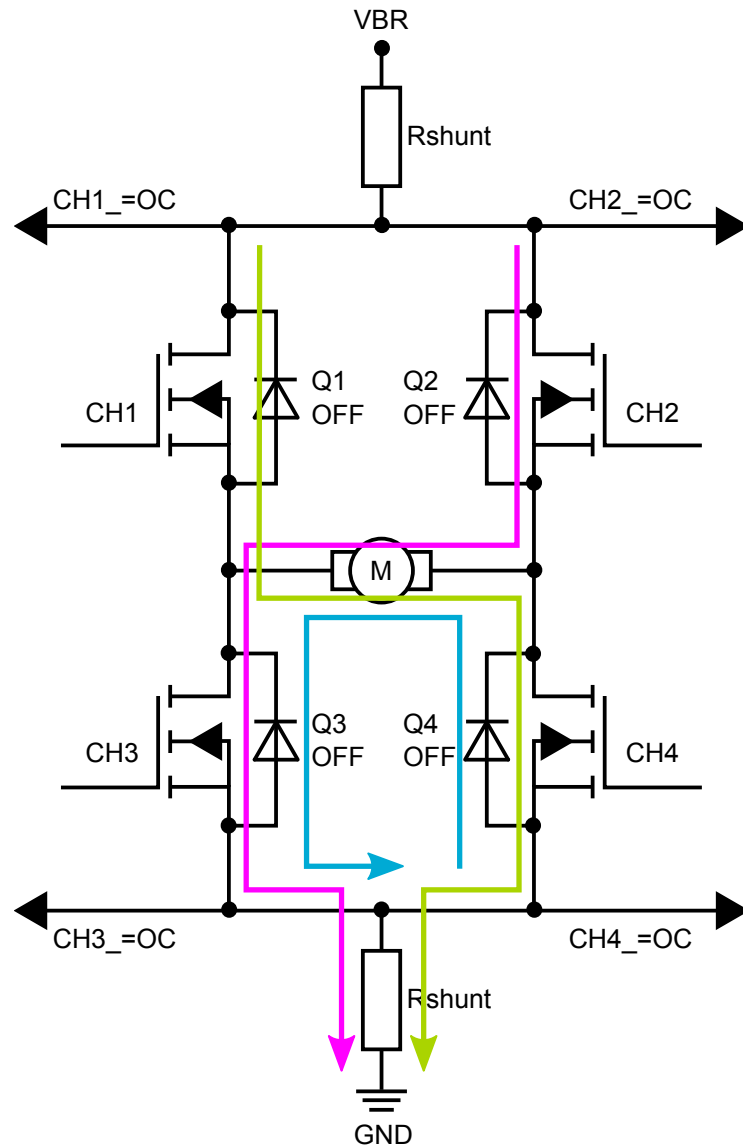 VBR
Rshunt
CH1_=OC
CH2_=OC
Q1
OFF
Q2
OFF
CH1
CH2
M
Q3
OFF
Q4
OFF
CH3
CH4
CH3_=OC
CH4_=OC
Rshunt
GND